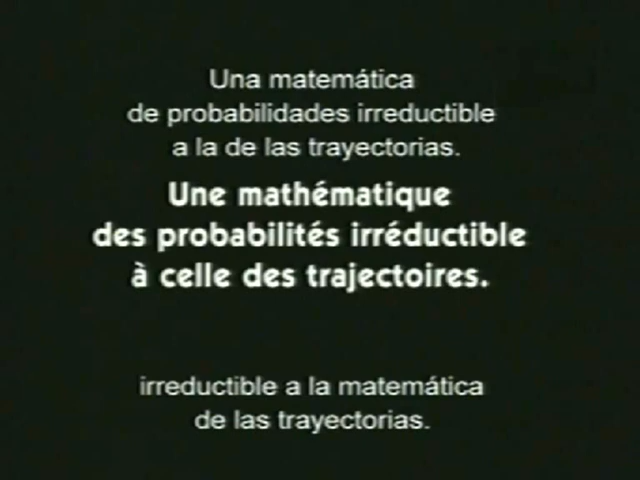 Una matemática
de probabilidades irreductible
a la de las trayectorias.
Une mathématique
des probabilités irréductible
à celle des trajectoires.
irreductible a la matemática
de las trayectorias.